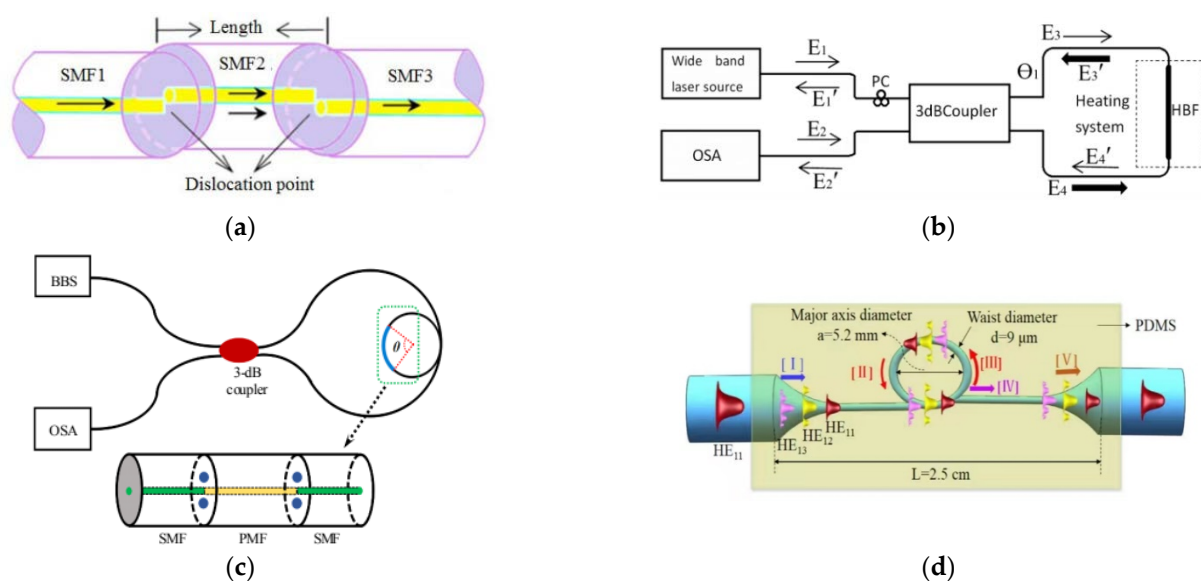 Length
SMF1
SMF2
SMF3
Dislocation point
(a)
Wide band
laser source
E₁
E₁′
PC
E₂
E₂′
OSA
3dBCoupler
Θ₁
E₃
E₃′
Heating
system
HBF
E₄′
E₄
(b)
BBS
3-dB
coupler
OSA
θ
SMF
PMF
SMF
(c)
Major axis diameter
a=5.2 mm
Waist diameter
d=9 μm
PDMS
[I]
[II]
[III]
[IV]
[V]
HE₁₁
HE₁₃
HE₁₂
HE₁₁
HE₁₁
L=2.5 cm
(d)